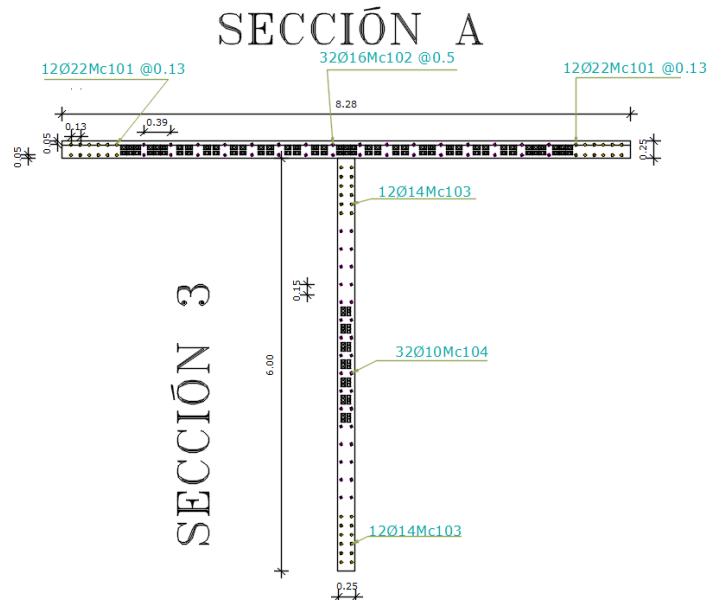 SECCIÓN A
12Ø22Mc101 @0.13
32Ø16Mc102 @0.5
12Ø22Mc101 @0.13
8.28
0.13
0.39
0.05
0.05
0.25
12Ø14Mc103
0.15
SECCIÓN 3
6.00
32Ø10Mc104
12Ø14Mc103
0.25